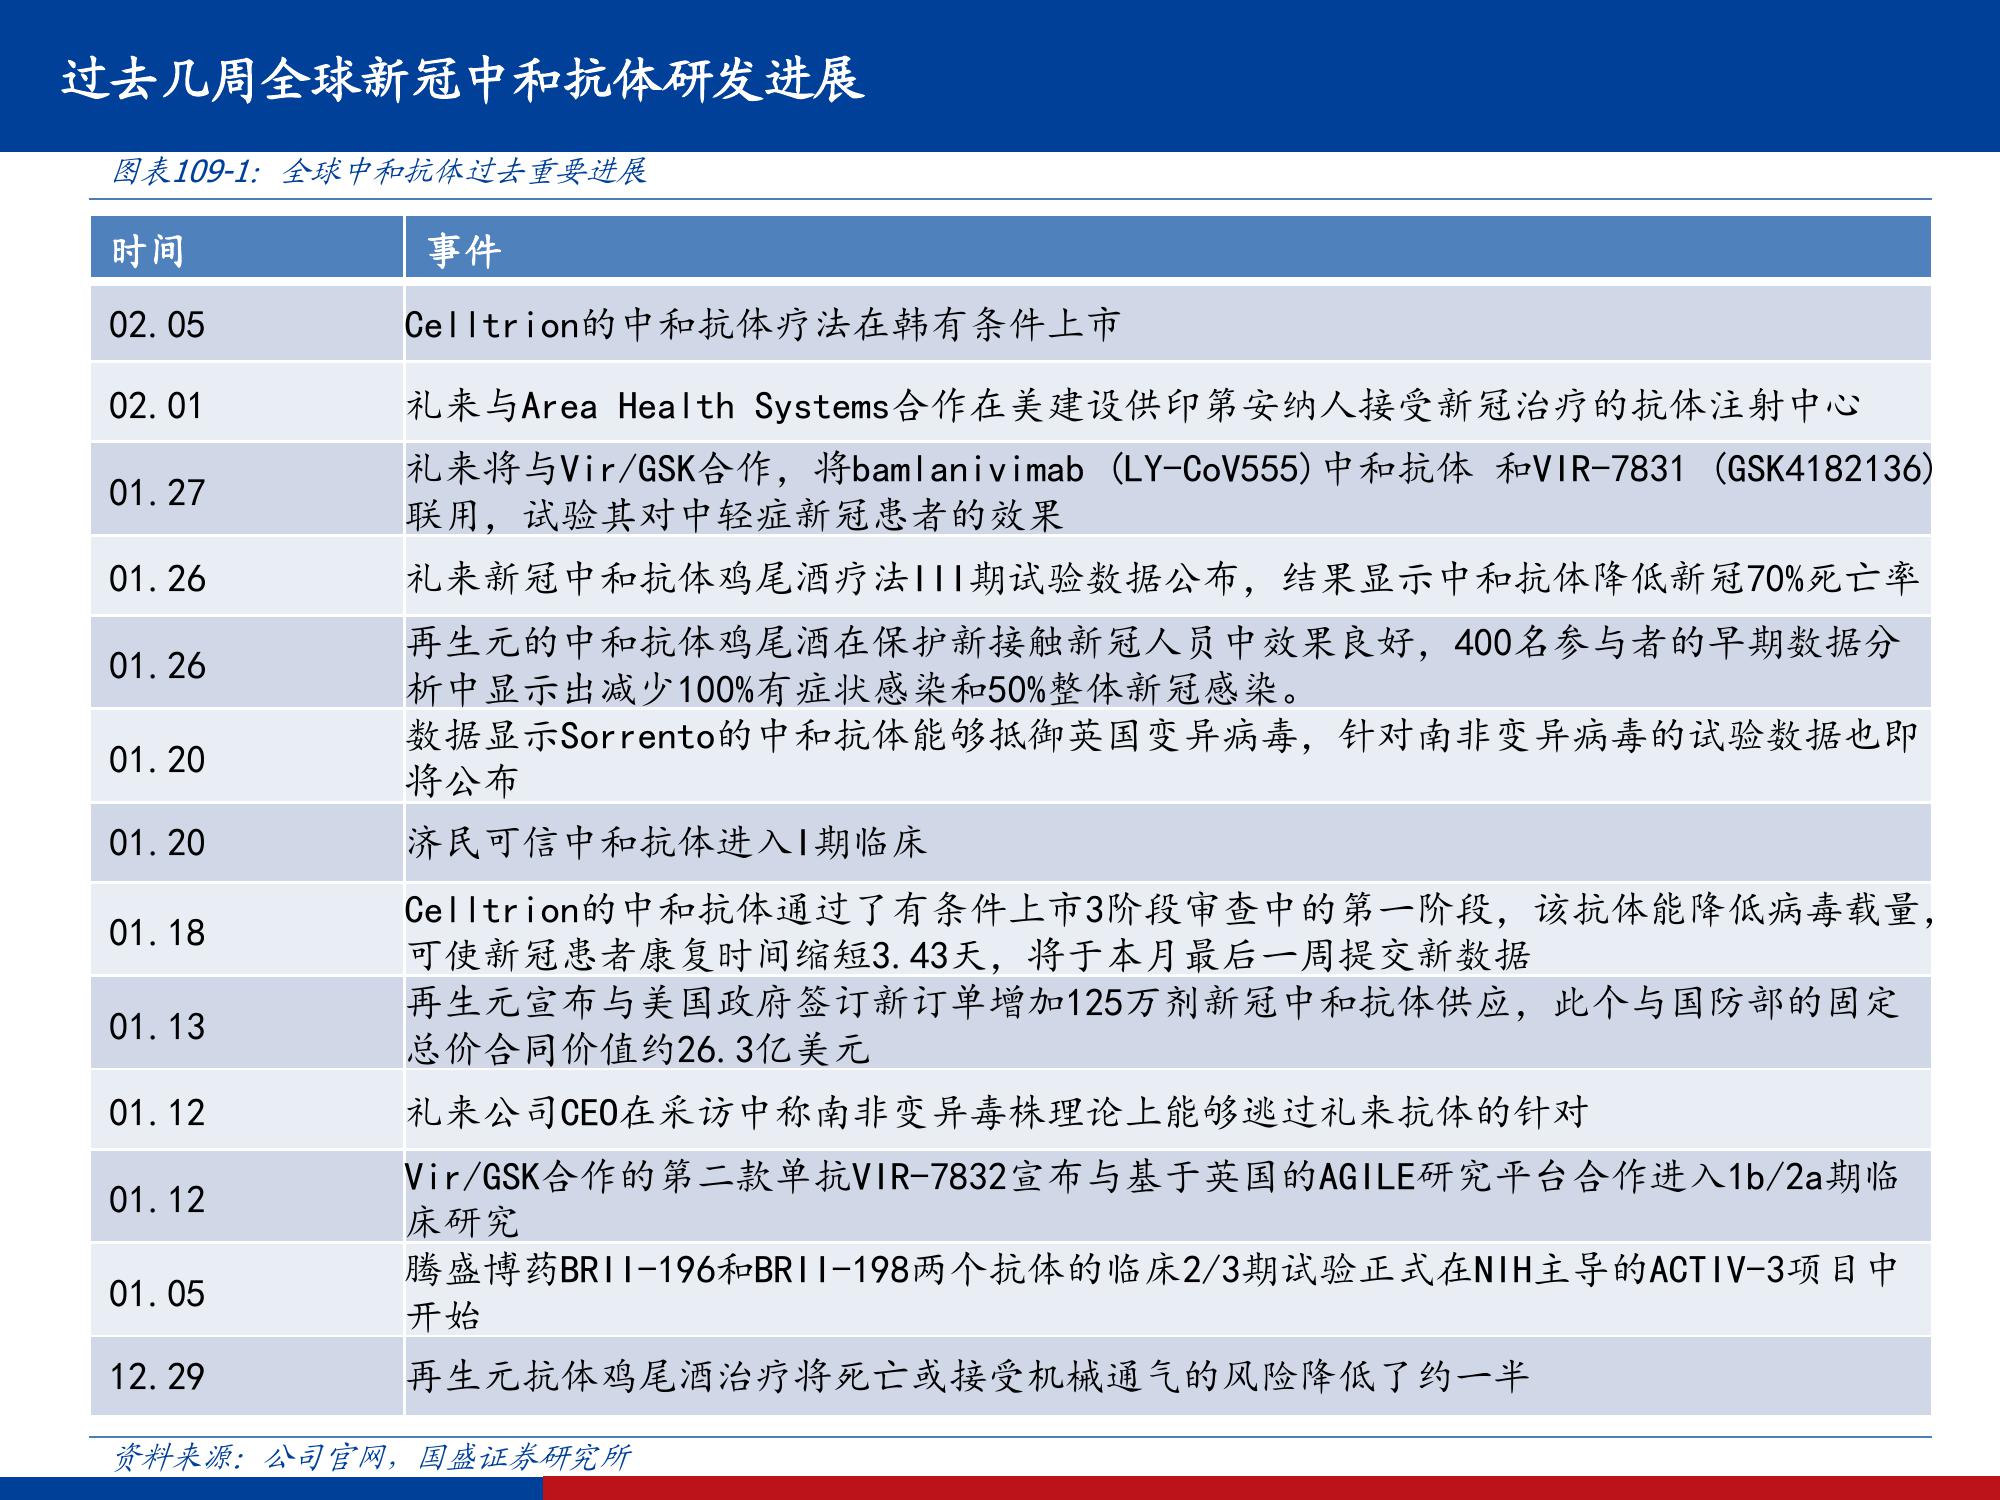 过去几周全球新冠中和抗体研发进展
图表109-1：全球中和抗体过去重要进展
时间 事件
02.05 Celltrion的中和抗体疗法在韩有条件上市
02.01 礼来与Area Health Systems合作在美建设供印第安纳人接受新冠治疗的抗体注射中心
01.27 礼来将与Vir/GSK合作，将bamlanivimab (LY-CoV555)中和抗体 和VIR-7831 (GSK4182136)
联用，试验其对中轻症新冠患者的效果
01.26 礼来新冠中和抗体鸡尾酒疗法III期试验数据公布，结果显示中和抗体降低新冠70%死亡率
01.26 再生元的中和抗体鸡尾酒在保护新接触新冠人员中效果良好，400名参与者的早期数据分
析中显示出减少100%有症状感染和50%整体新冠感染。
01.20 数据显示Sorrento的中和抗体能够抵御英国变异病毒，针对南非变异病毒的试验数据也即
将公布
01.20 济民可信中和抗体进入I期临床
01.18 Celltrion的中和抗体通过了有条件上市3阶段审查中的第一阶段，该抗体能降低病毒载量，
可使新冠患者康复时间缩短3.43天，将于本月最后一周提交新数据
01.13 再生元宣布与美国政府签订新订单增加125万剂新冠中和抗体供应，此个与国防部的固定
总价合同价值约26.3亿美元
01.12 礼来公司CEO在采访中称南非变异毒株理论上能够逃过礼来抗体的针对
01.12 Vir/GSK合作的第二款单抗VIR-7832宣布与基于英国的AGILE研究平台合作进入1b/2a期临
床研究
01.05 腾盛博药BRII-196和BRII-198两个抗体的临床2/3期试验正式在NIH主导的ACTIV-3项目中
开始
12.29 再生元抗体鸡尾酒治疗将死亡或接受机械通气的风险降低了约一半
资料来源：公司官网，国盛证券研究所